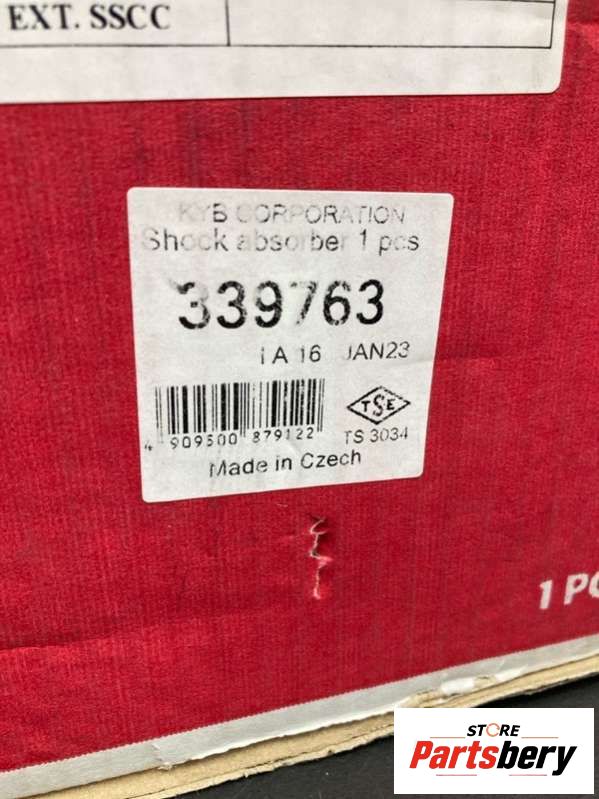 EXT. SSCC
KYB CORPORATION
Shock absorber 1 pcs
339763
1 A 16 JAN23
TSE
4 909500 879122
TS 3034
Made in Czech
1 PC
STORE
Partsbery